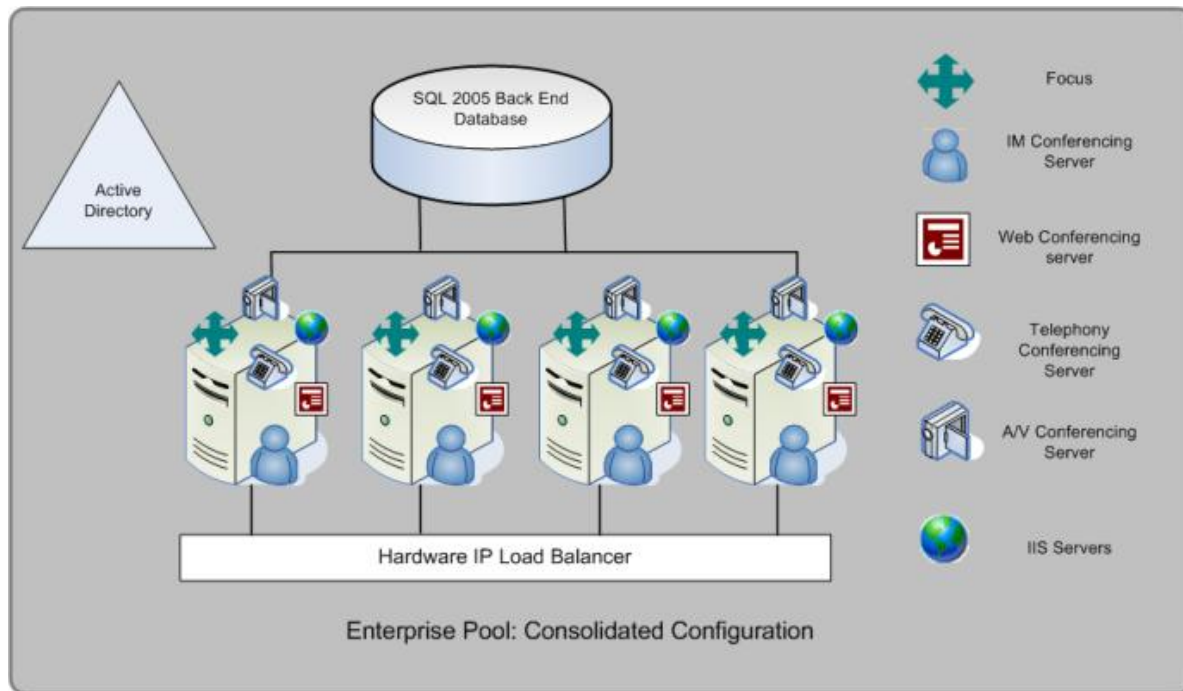 SQL 2005 Back End
Database
Active
Directory
Hardware IP Load Balancer
Enterprise Pool: Consolidated Configuration
Focus
IM Conferencing
Server
Web Conferencing
server
Telephony
Conferencing
Server
A/V Conferencing
Server
IIS Servers